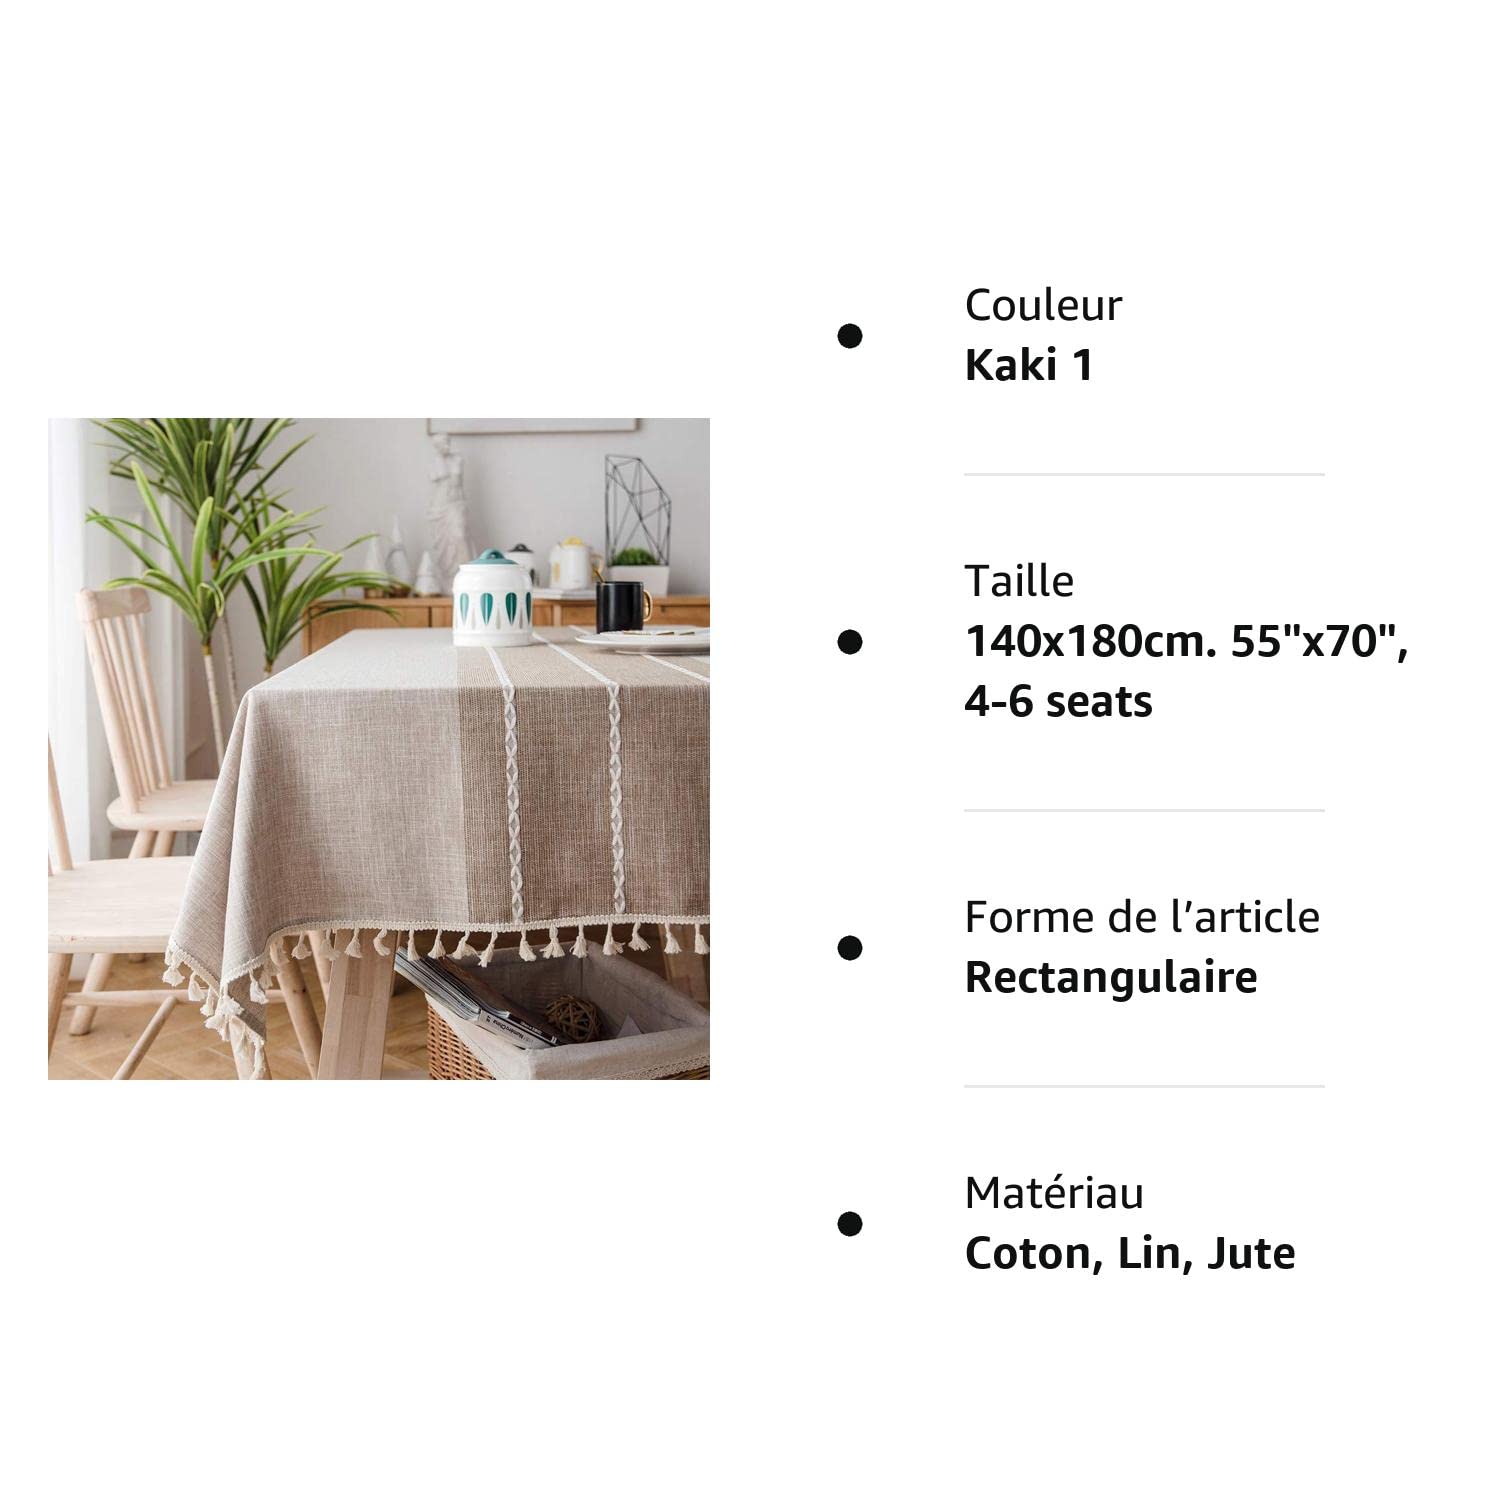 Couleur
Kaki 1
Taille
140x180cm. 55"x70",
4-6 seats
Forme de l’article
Rectangulaire
Matériau
Coton, Lin, Jute